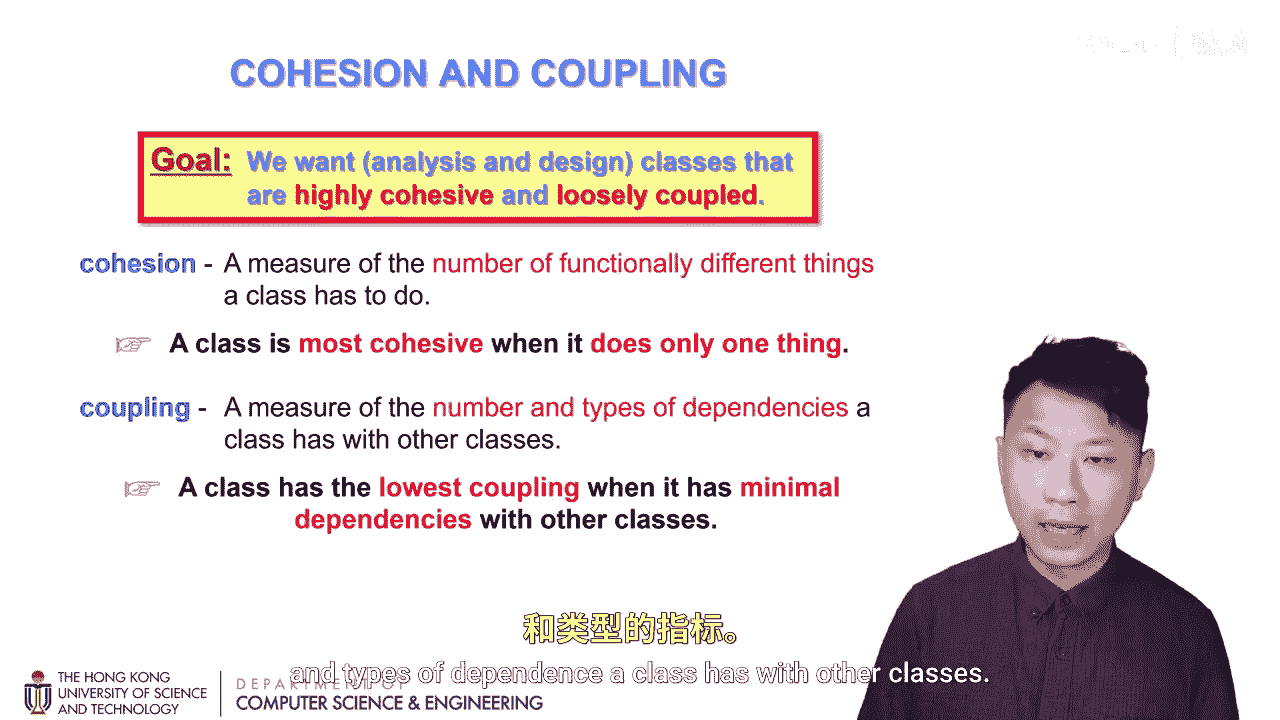 COHESION AND COUPLING
Goal: We want (analysis and design) classes that
are highly cohesive and loosely coupled.
cohesion - A measure of the number of functionally different things
a class has to do.
A class is most cohesive when it does only one thing.
coupling - A measure of the number and types of dependencies a
class has with other classes.
A class has the lowest coupling when it has minimal
dependencies with other classes.
和类型的指标。
and types of dependence a class has with other classes.
THE HONG KONG
UNIVERSITY OF SCIENCE
AND TECHNOLOGY
DEPARTMENT OF
COMPUTER SCIENCE & ENGINEERING